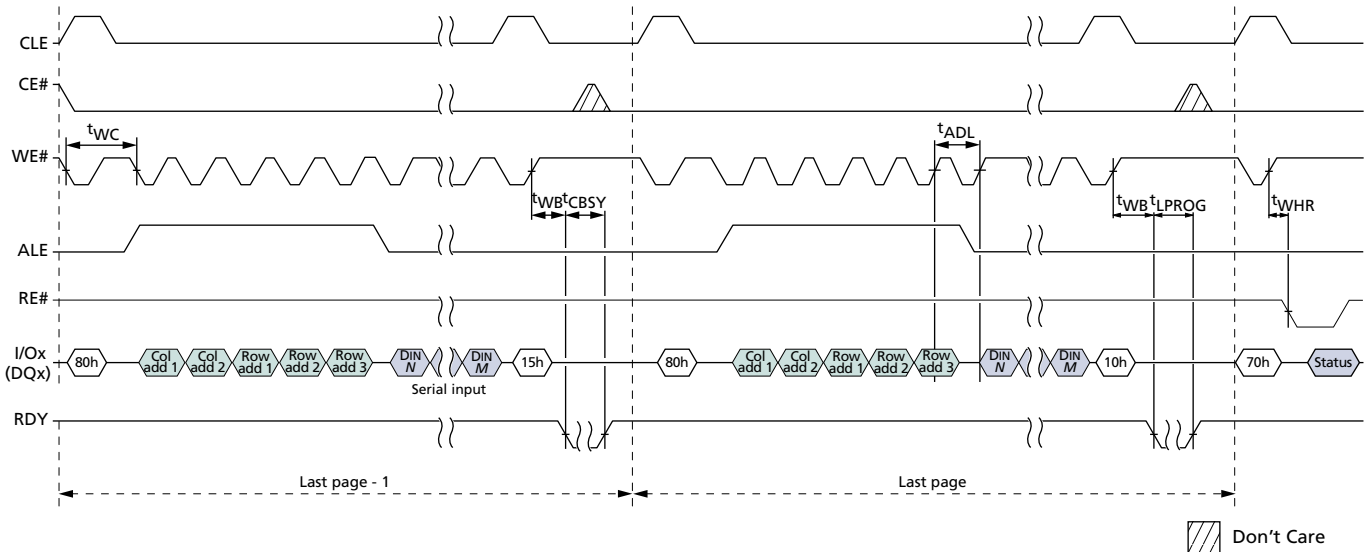 CLE
CE#
tWC
tADL
WE#
tWB tCBSY
tWB tLPROG
tWHR
ALE
RE#
I/Ox
(DQx)
80h
Col
add 1
Col
add 2
Row
add 1
Row
add 2
Row
add 3
DIN
N
DIN
M
15h
80h
Col
add 1
Col
add 2
Row
add 1
Row
add 2
Row
add 3
DIN
N
DIN
M
10h
70h
Status
Serial input
RDY
Last page - 1
Last page
Don't Care